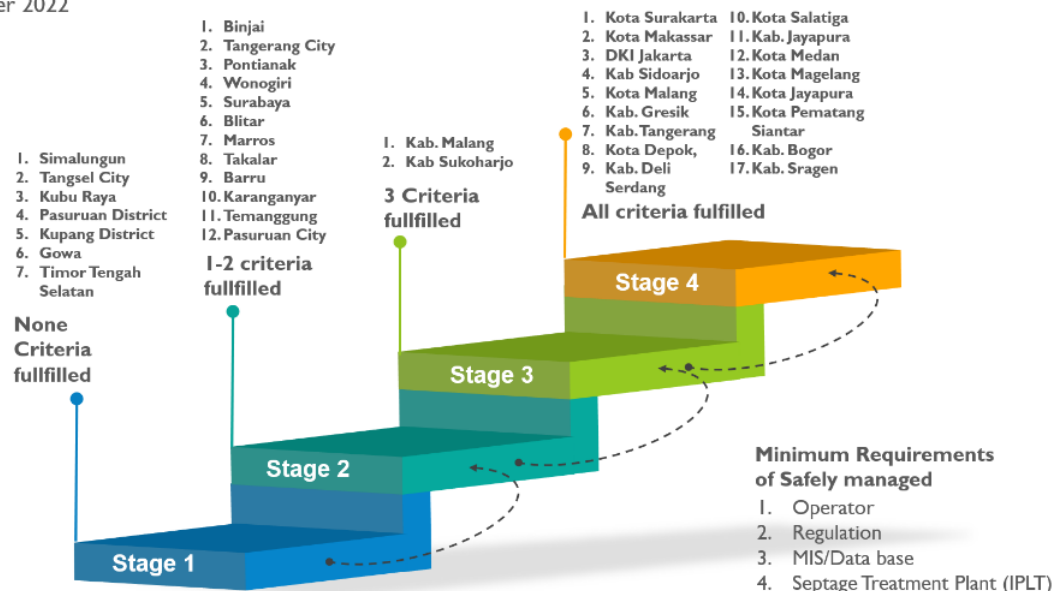 er 2022
1. Simalungun
2. Tangsel City
3. Kubu Raya
4. Pasuruan District
5. Kupang District
6. Gowa
7. Timor Tengah
Selatan
None
Criteria
fullfilled
1. Binjai
2. Tangerang City
3. Pontianak
4. Wonogiri
5. Surabaya
6. Blitar
7. Marros
8. Takalar
9. Barru
10. Karanganyar
11. Temanggung
12. Pasuruan City
1-2 criteria
fullfilled
1. Kab. Malang
2. Kab Sukoharjo
3 Criteria
fullfilled
1. Kota Surakarta
2. Kota Makassar
3. DKI Jakarta
4. Kab Sidoarjo
5. Kota Malang
6. Kab. Gresik
7. Kab. Tangerang
8. Kota Depok,
9. Kab. Deli
Serdang
10. Kota Salatiga
11. Kab. Jayapura
12. Kota Medan
13. Kota Magelang
14. Kota Jayapura
15. Kota Pematang
Siantar
16. Kab. Bogor
17. Kab. Sragen
All criteria fulfilled
Stage 4
Stage 3
Stage 2
Stage 1
Minimum Requirements
of Safely managed
1. Operator
2. Regulation
3. MIS/Data base
4. Septage Treatment Plant (IPLT)